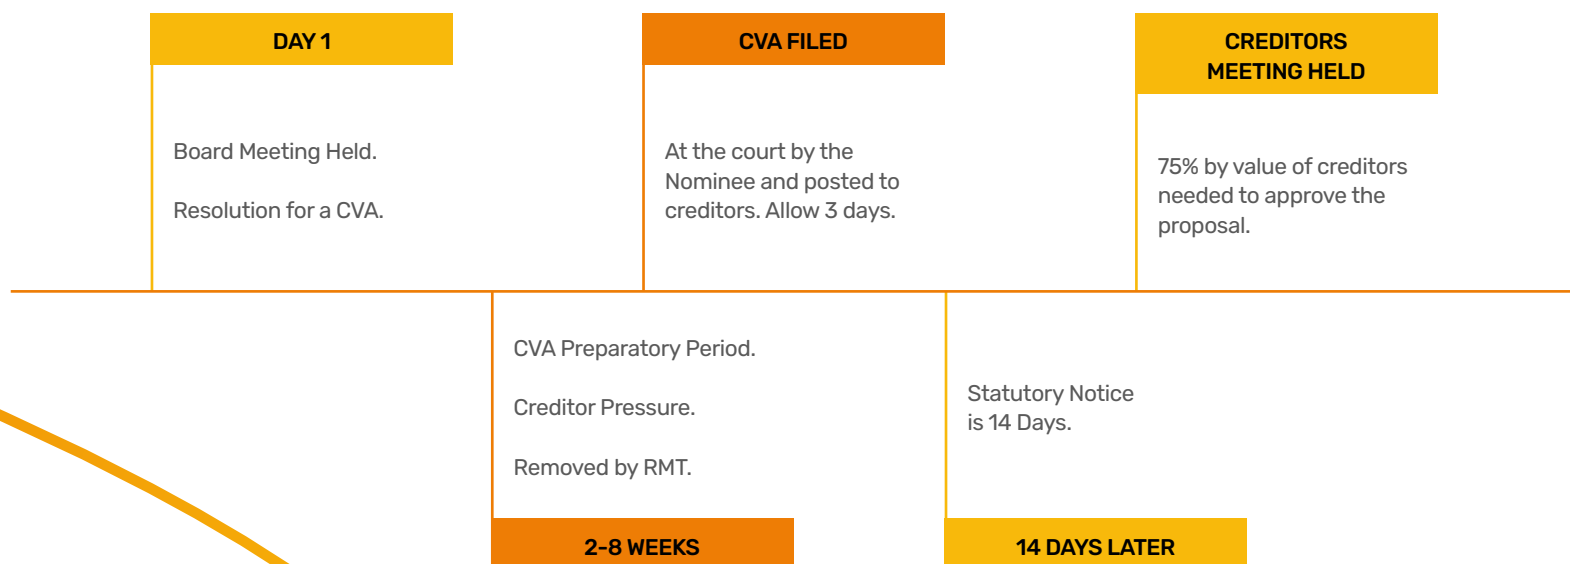 DAY 1
Board Meeting Held.
Resolution for a CVA.
2-8 WEEKS
CVA Preparatory Period.
Creditor Pressure.
Removed by RMT.
CVA FILED
At the court by the
Nominee and posted to
creditors. Allow 3 days.
14 DAYS LATER
Statutory Notice
is 14 Days.
CREDITORS
MEETING HELD
75% by value of creditors
needed to approve the
proposal.